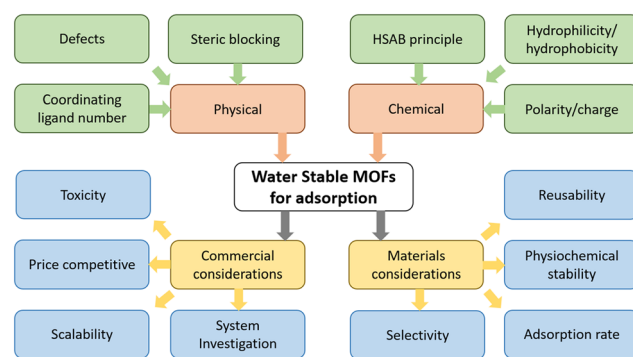 Defects
Steric blocking
HSAB principle
Hydrophilicity/
hydrophobicity
Coordinating
ligand number
Physical
Chemical
Polarity/charge
Water Stable MOFs
for adsorption
Toxicity
Reusability
Price competitive
Commercial
considerations
Materials
considerations
Physiochemical
stability
Scalability
System
Investigation
Selectivity
Adsorption rate